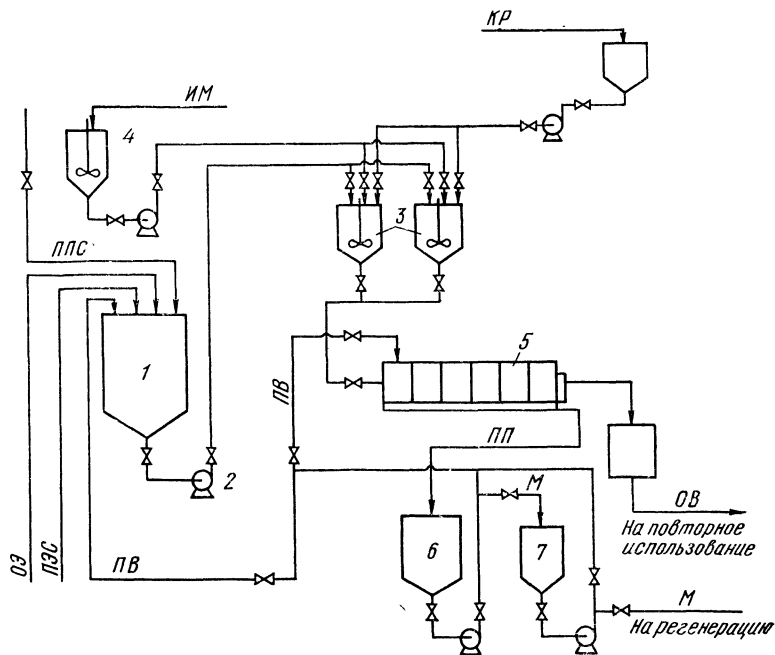 КР
ИМ
4
3
ППС
5
1
ПВ
ПП
2
М
ОВ
На повторное
использование
6
7
ОЭ
ПЭС
ПВ
М
На регенерацию